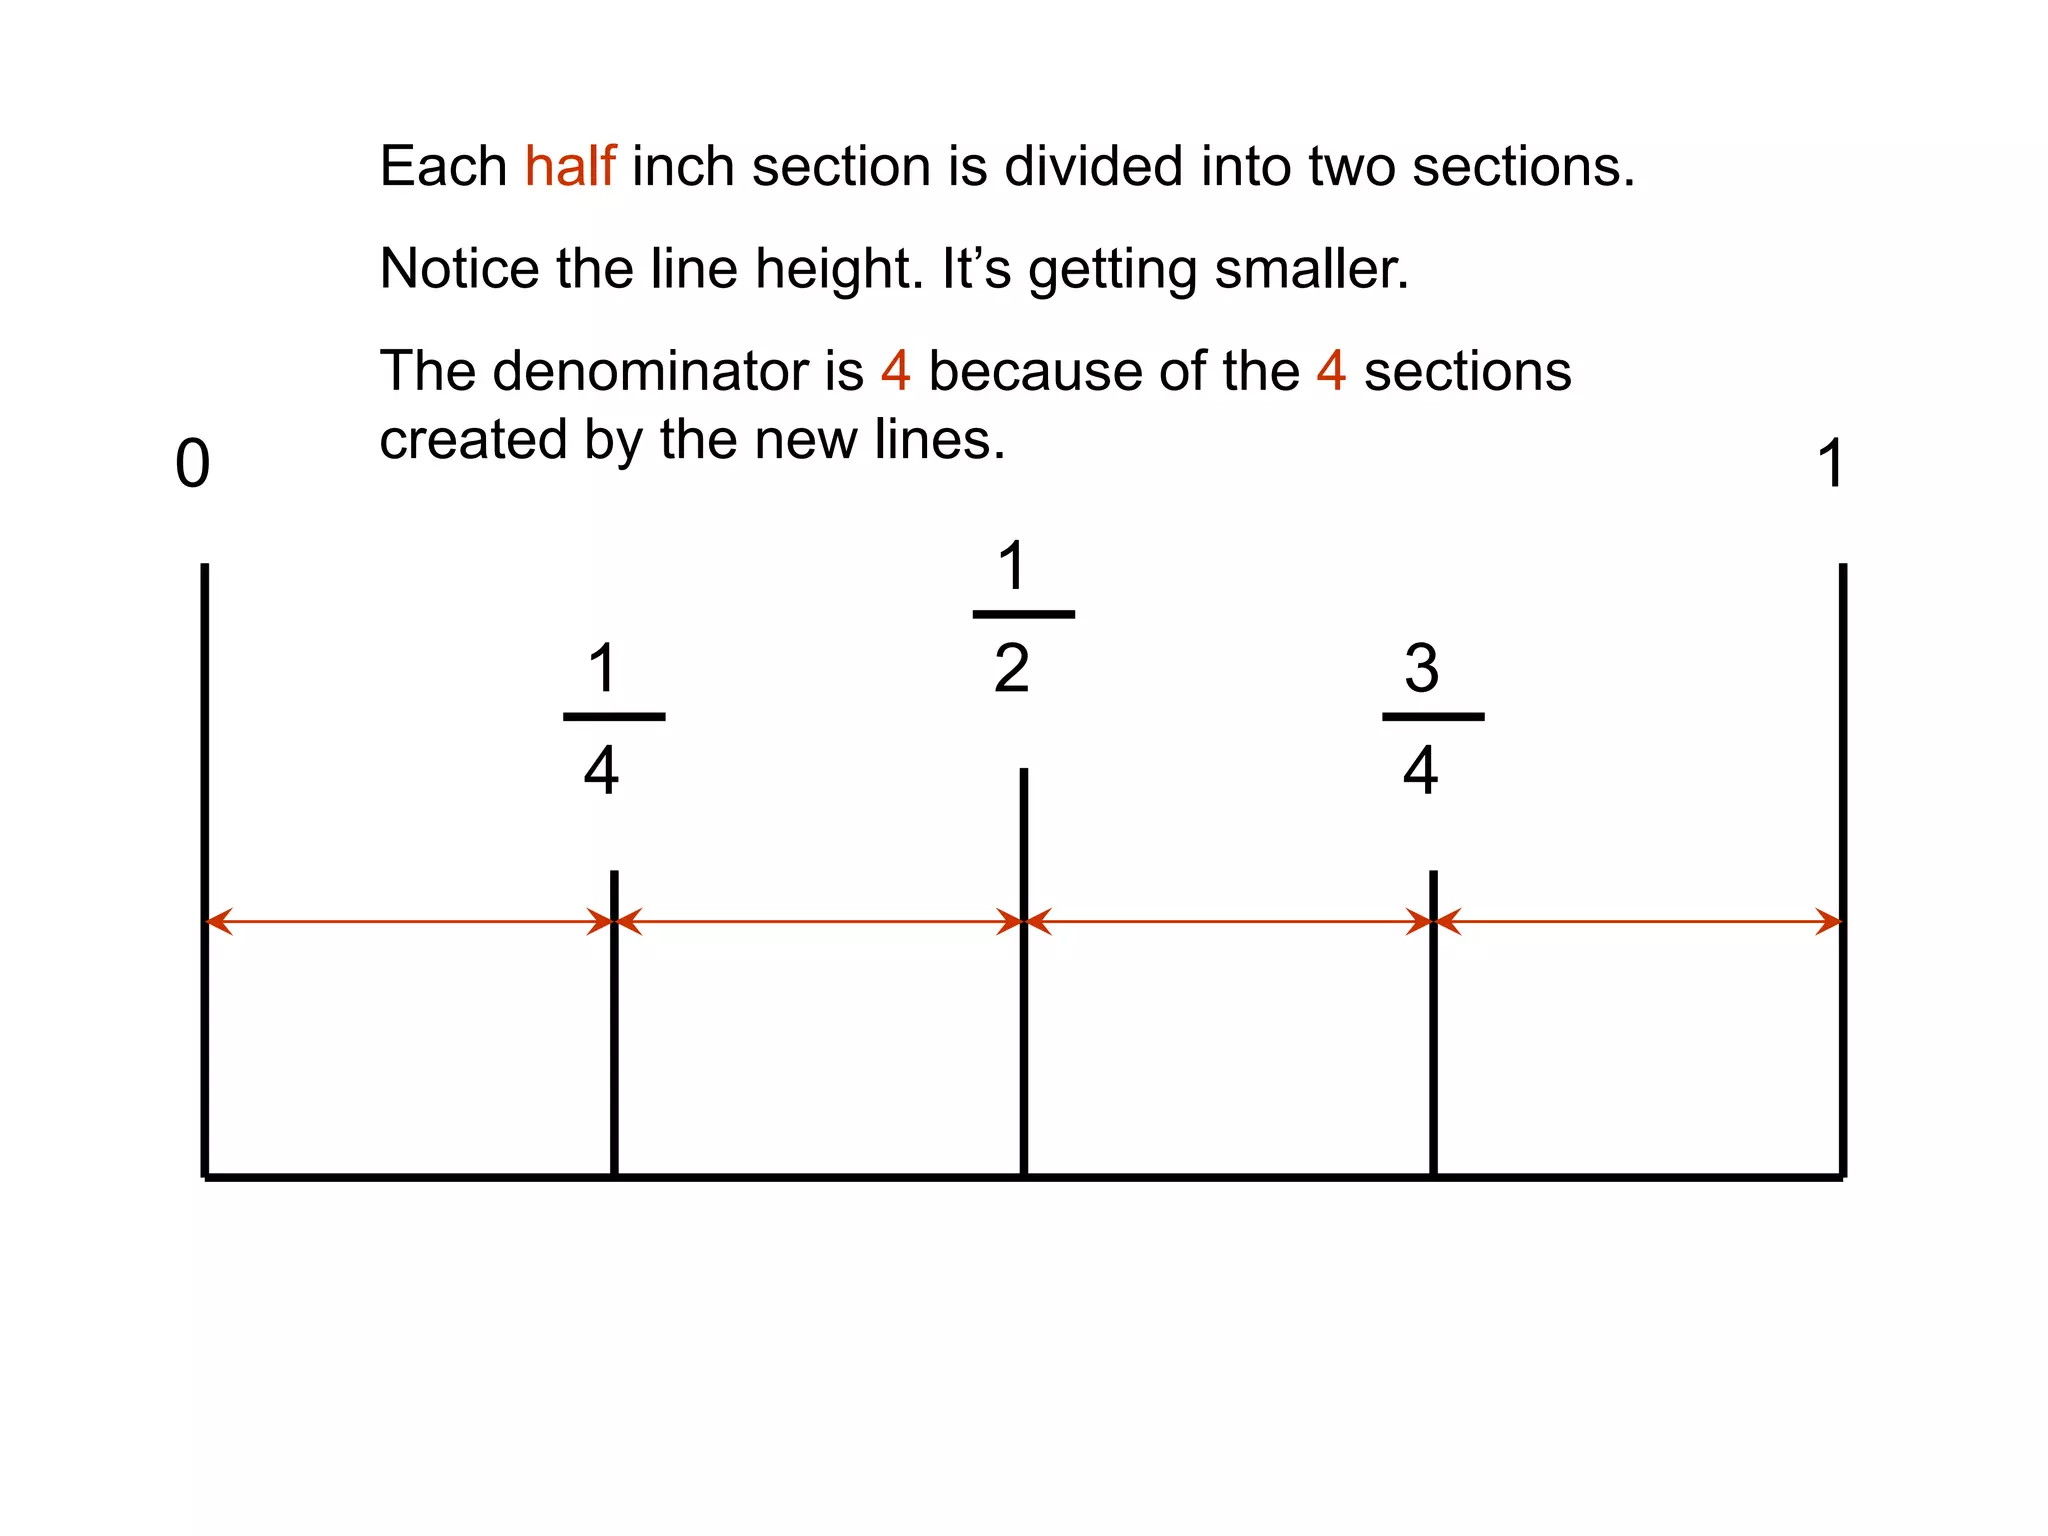 Each half inch section is divided into two sections.
Notice the line height. It’s getting smaller.
The denominator is 4 because of the 4 sections
created by the new lines.
0
1
1
2
1
4
3
4